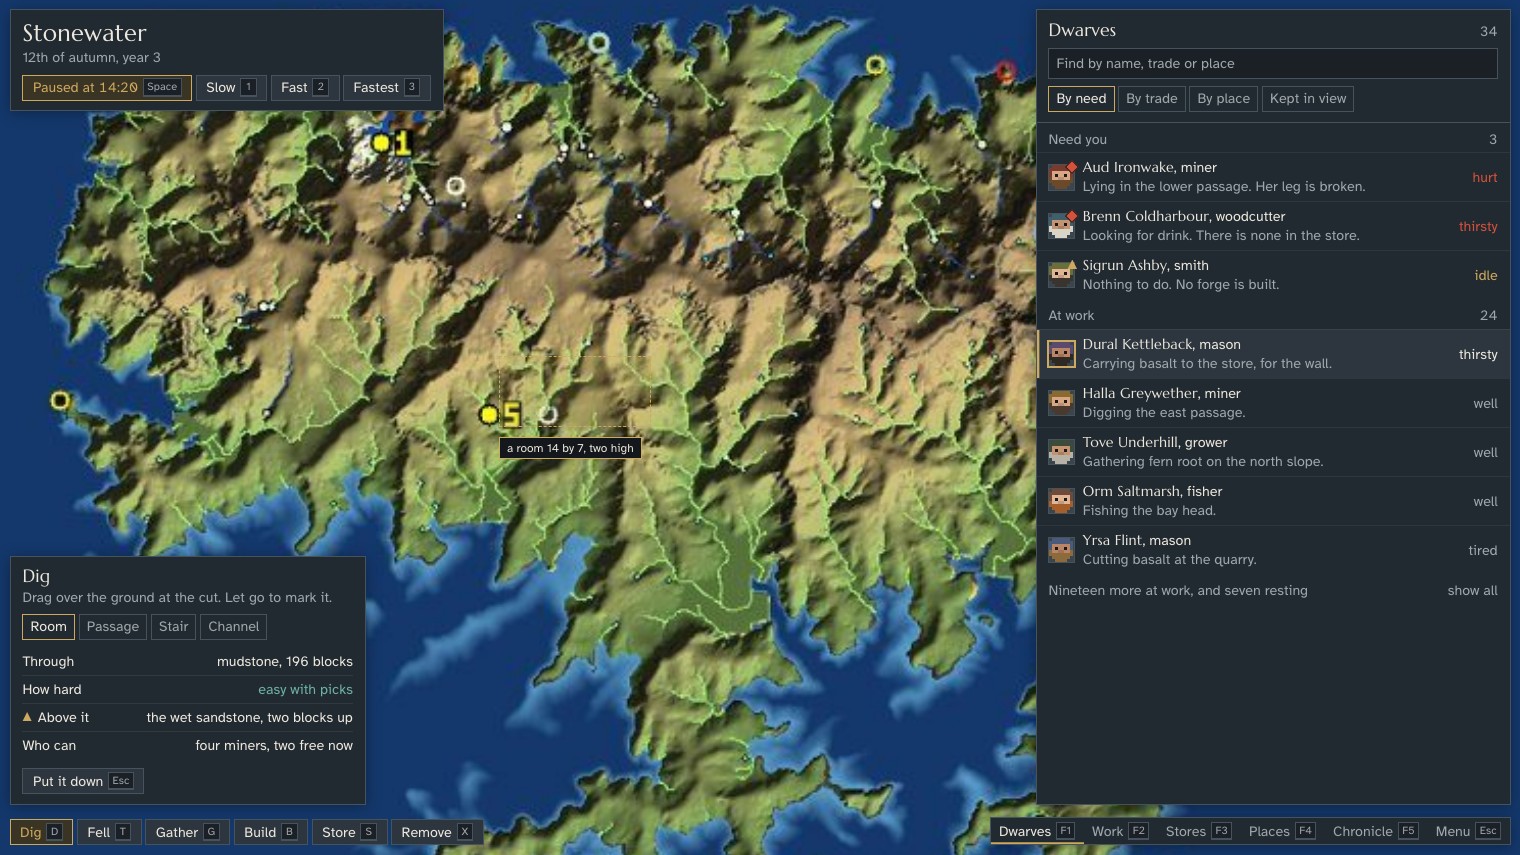 Stonewater
12th of autumn, year 3
Paused at 14:20 Space
Slow 1
Fast 2
Fastest 3
1
5
a room 14 by 7, two high
Dig
Drag over the ground at the cut. Let go to mark it.
Room
Passage
Stair
Channel
Through mudstone, 196 blocks
How hard easy with picks
Above it the wet sandstone, two blocks up
Who can four miners, two free now
Put it down Esc
Dig D
Fell T
Gather G
Build B
Store S
Remove X
Dwarves 34
Find by name, trade or place
By need
By trade
By place
Kept in view
Need you 3
Aud Ironwake, miner
Lying in the lower passage. Her leg is broken.
hurt
Brenn Coldharbour, woodcutter
Looking for drink. There is none in the store.
thirsty
Sigrun Ashby, smith
Nothing to do. No forge is built.
idle
At work 24
Dural Kettleback, mason
Carrying basalt to the store, for the wall.
thirsty
Halla Greywether, miner
Digging the east passage.
well
Tove Underhill, grower
Gathering fern root on the north slope.
well
Orm Saltmarsh, fisher
Fishing the bay head.
well
Yrsa Flint, mason
Cutting basalt at the quarry.
tired
Nineteen more at work, and seven resting show all
Dwarves F1
Work F2
Stores F3
Places F4
Chronicle F5
Menu Esc